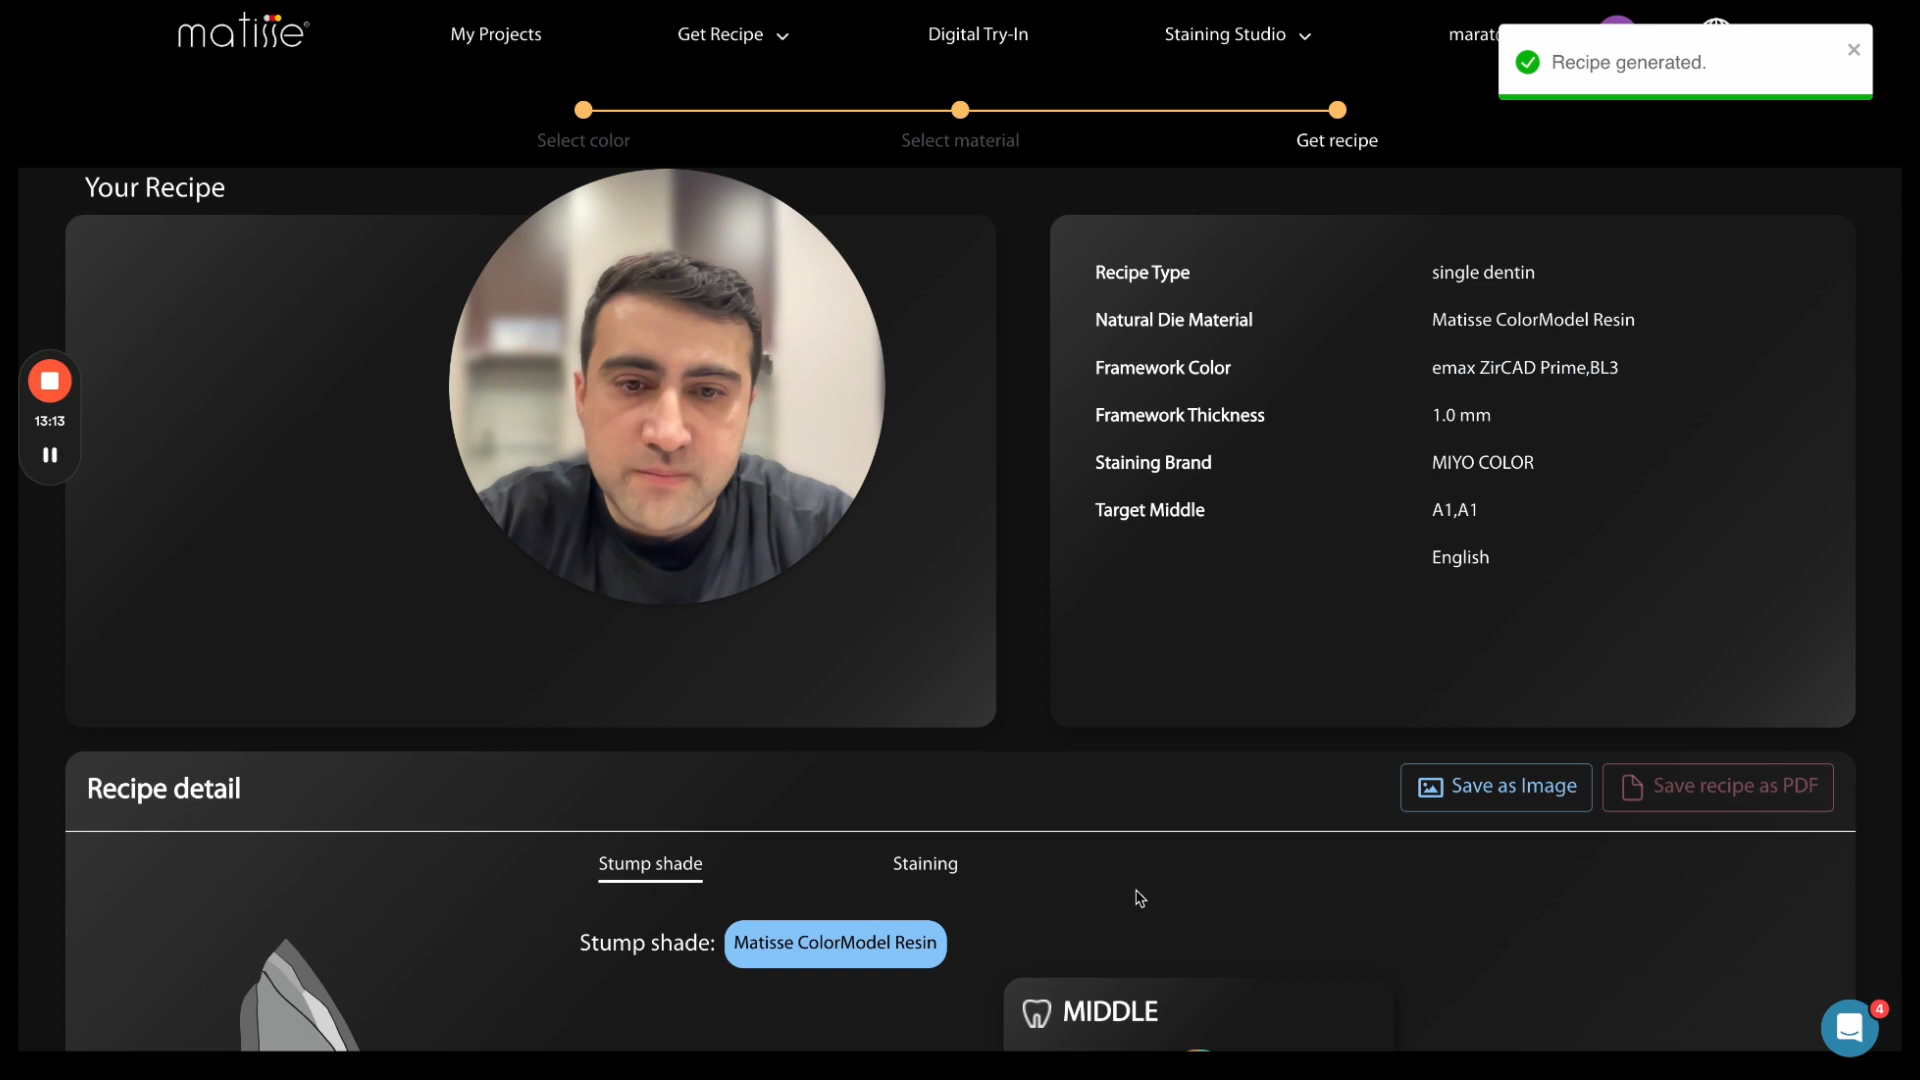 matisse
My Projects
Get Recipe
Digital Try-In
Staining Studio
Recipe generated.
Select color
Select material
Get recipe
Your Recipe
13:13
Recipe Type
single dentin
Natural Die Material
Matisse ColorModel Resin
Framework Color
emax ZirCAD Prime,BL3
Framework Thickness
1.0 mm
Staining Brand
MIYO COLOR
Target Middle
A1,A1
English
Recipe detail
Save as Image
Save recipe as PDF
Stump shade
Staining
Stump shade:
Matisse ColorModel Resin
MIDDLE
4